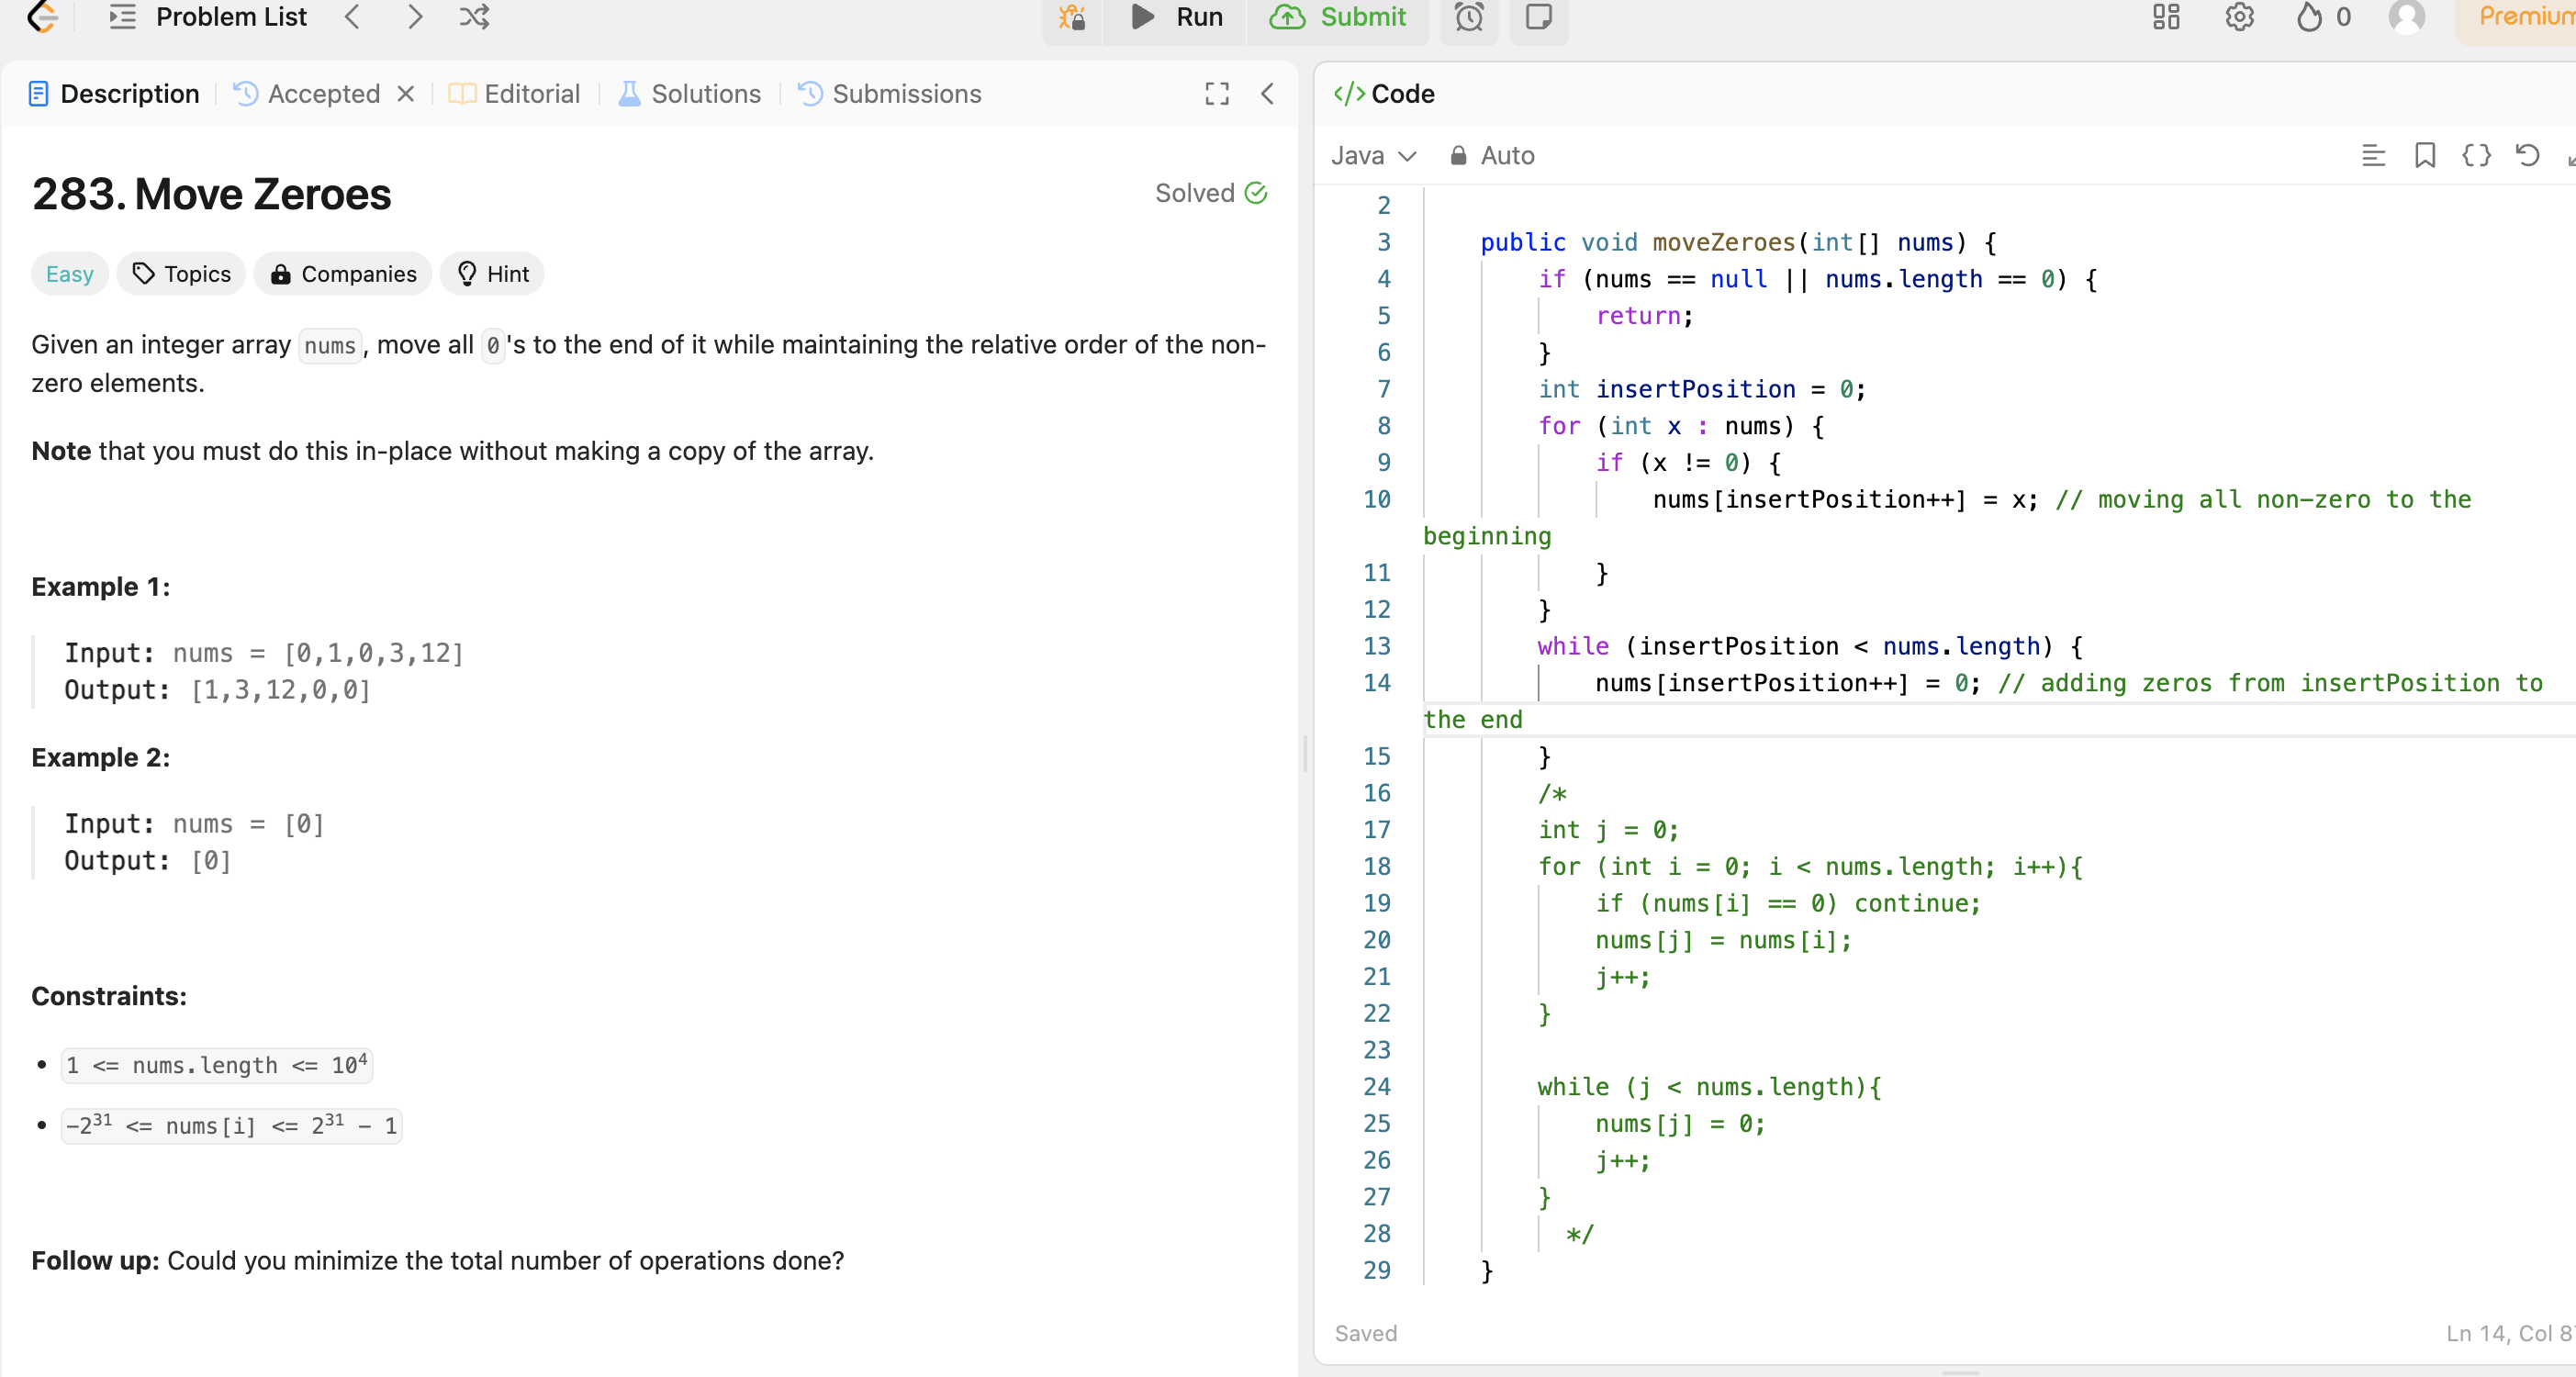 Problem List
Run
Submit
0
Premium
Description
Accepted
Editorial
Solutions
Submissions
283. Move Zeroes
Solved
Easy
Topics
Companies
Hint
Given an integer array nums, move all 0's to the end of it while maintaining the relative order of the non-
zero elements.
Note that you must do this in-place without making a copy of the array.
Example 1:
Input: nums = [0,1,0,3,12]
Output: [1,3,12,0,0]
Example 2:
Input: nums = [0]
Output: [0]
Constraints:
• 1 <= nums.length <= 10⁴
• -2³¹ <= nums[i] <= 2³¹ - 1
Follow up: Could you minimize the total number of operations done?
</> Code
Java
Auto
2
3 public void moveZeroes(int[] nums) {
4 if (nums == null || nums.length == 0) {
5 return;
6 }
7 int insertPosition = 0;
8 for (int x : nums) {
9 if (x != 0) {
10 nums[insertPosition++] = x; // moving all non-zero to the
beginning
11 }
12 }
13 while (insertPosition < nums.length) {
14 nums[insertPosition++] = 0; // adding zeros from insertPosition to
the end
15 }
16 /*
17 int j = 0;
18 for (int i = 0; i < nums.length; i++){
19 if (nums[i] == 0) continue;
20 nums[j] = nums[i];
21 j++;
22 }
23
24 while (j < nums.length){
25 nums[j] = 0;
26 j++;
27 }
28 */
29 }
Saved
Ln 14, Col 8